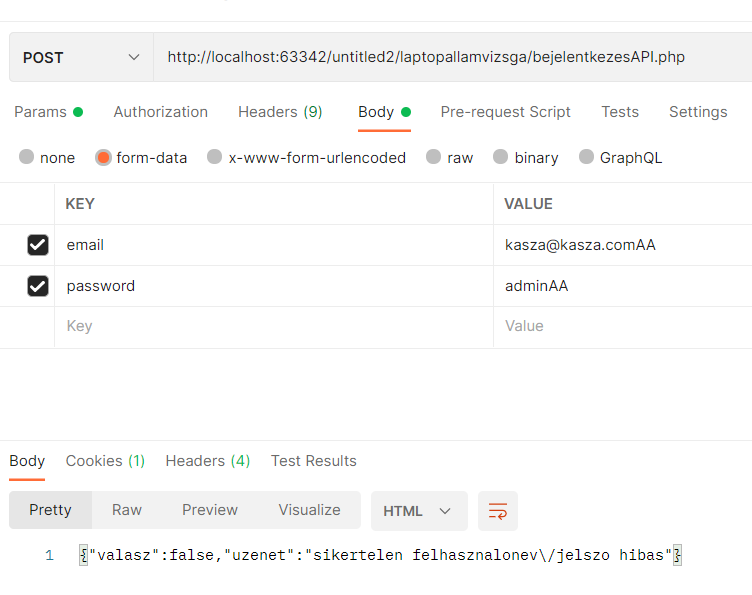 POST http://localhost:63342/untitled2/laptopallamvizsga/bejelentkezesAPI.php
Params Authorization Headers (9) Body Pre-request Script Tests Settings
none form-data x-www-form-urlencoded raw binary GraphQL
KEY VALUE
email kasza@kasza.comAA
password adminAA
Key Value
Body Cookies (1) Headers (4) Test Results
Pretty Raw Preview Visualize HTML
1 {"valasz":false,"uzenet":"sikertelen felhasznalonev\/jelszo hibas"}